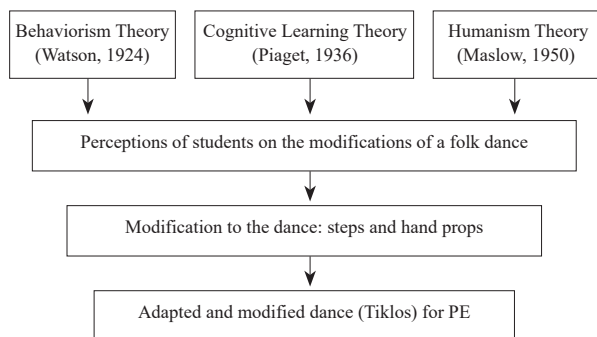 Behaviorism Theory
(Watson, 1924)
Cognitive Learning Theory
(Piaget, 1936)
Humanism Theory
(Maslow, 1950)
Perceptions of students on the modifications of a folk dance
Modification to the dance: steps and hand props
Adapted and modified dance (Tiklos) for PE